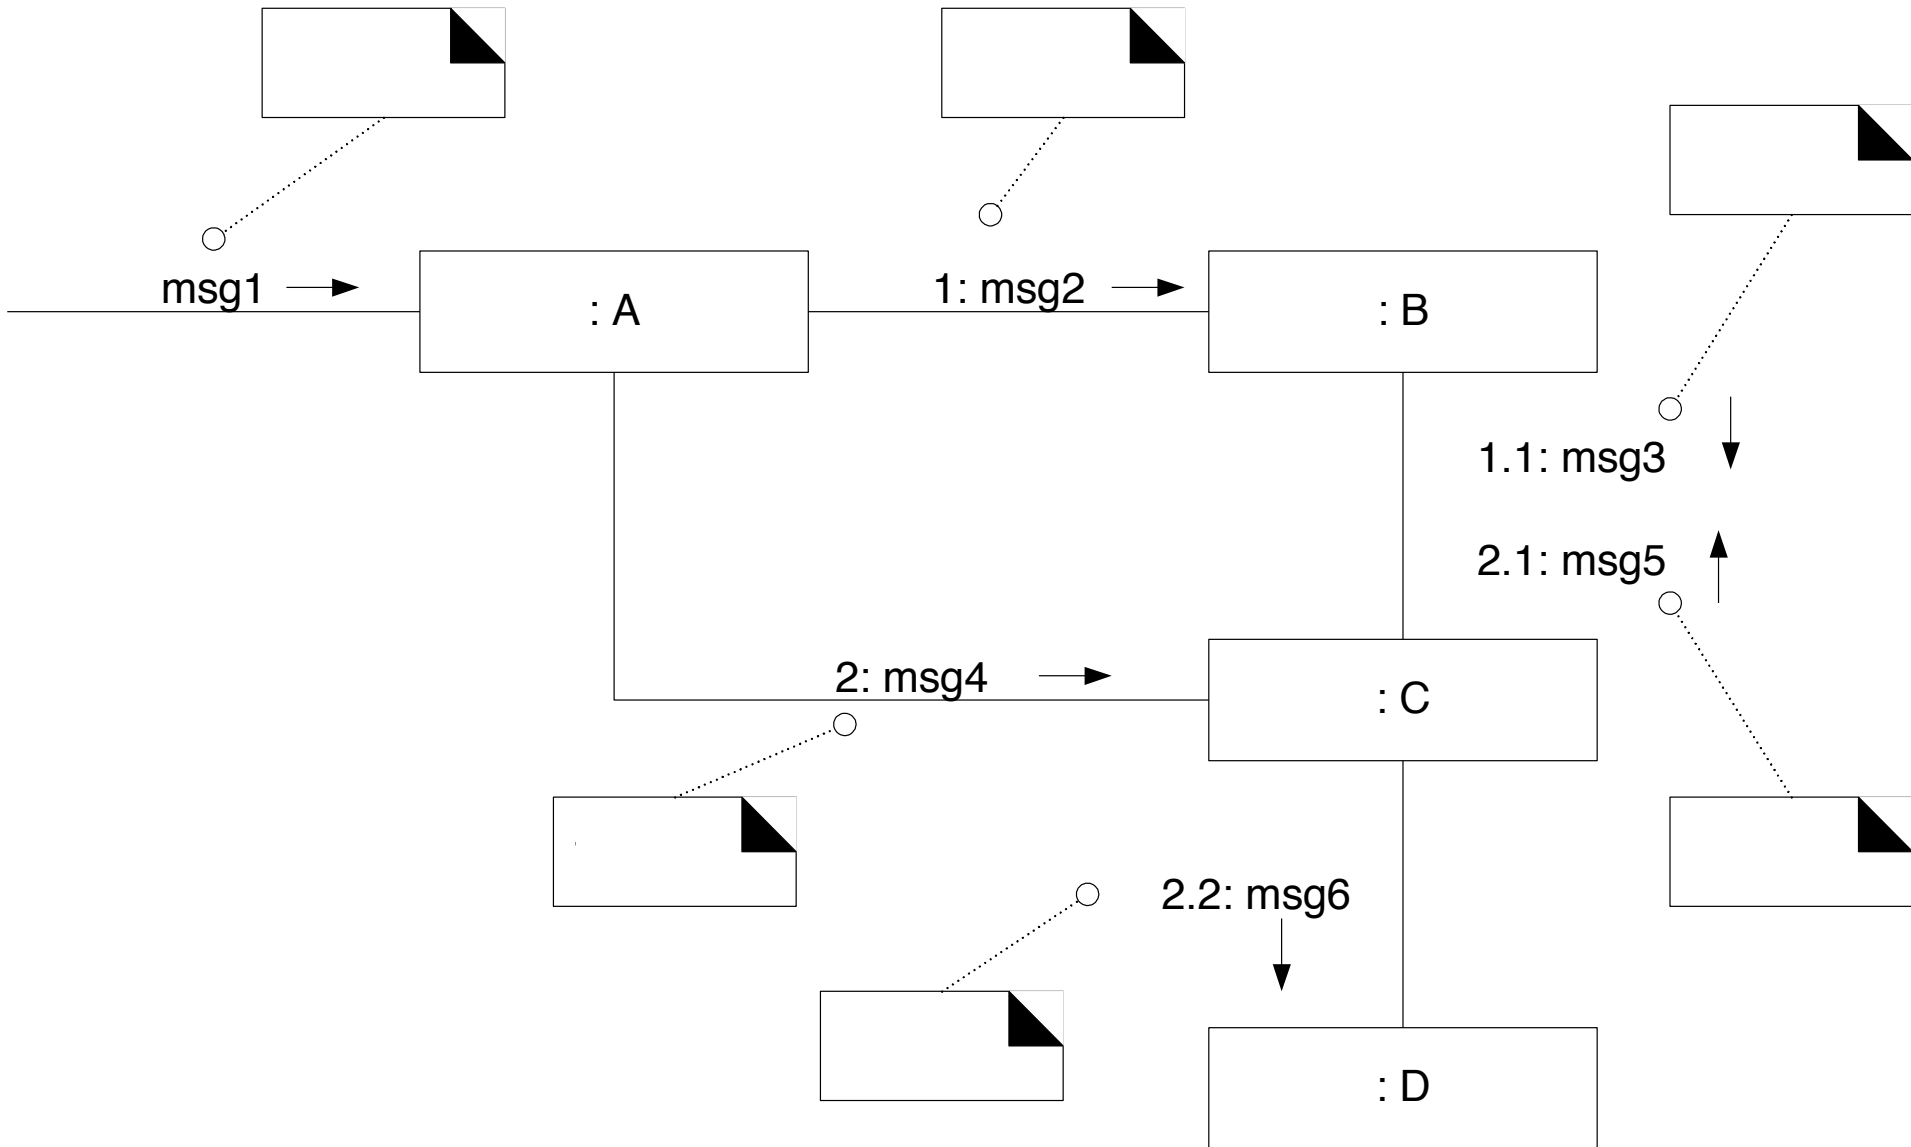 msg1
: A
1: msg2
: B
1.1: msg3
2.1: msg5
2: msg4
: C
2.2: msg6
: D